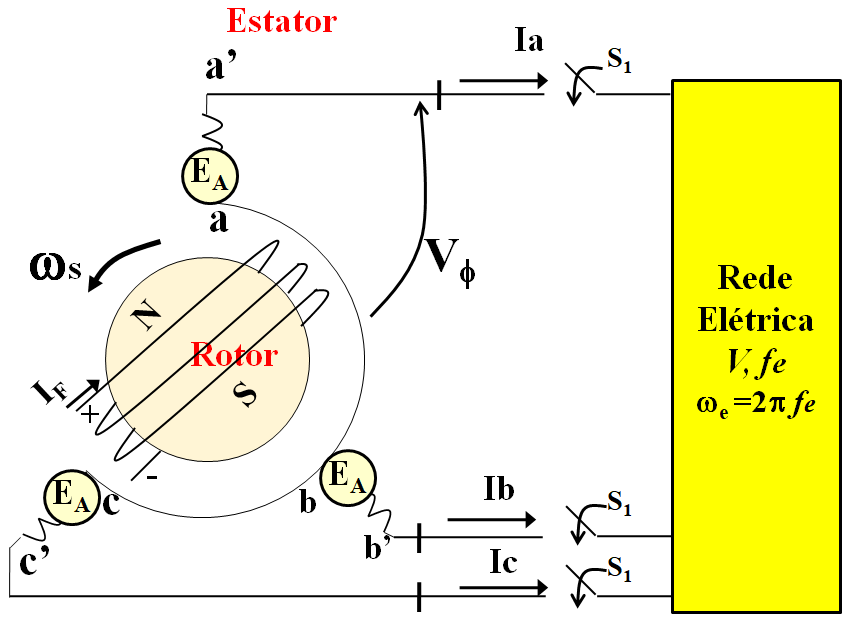 Estator
Ia
S1
a’
EA
a
ωs
Vϕ
N
Rotor
S
IF
+
-
Rede
Elétrica
V, fe
ωe =2π fe
EA
c
c’
EA
b
b’
Ib
S1
Ic
S1